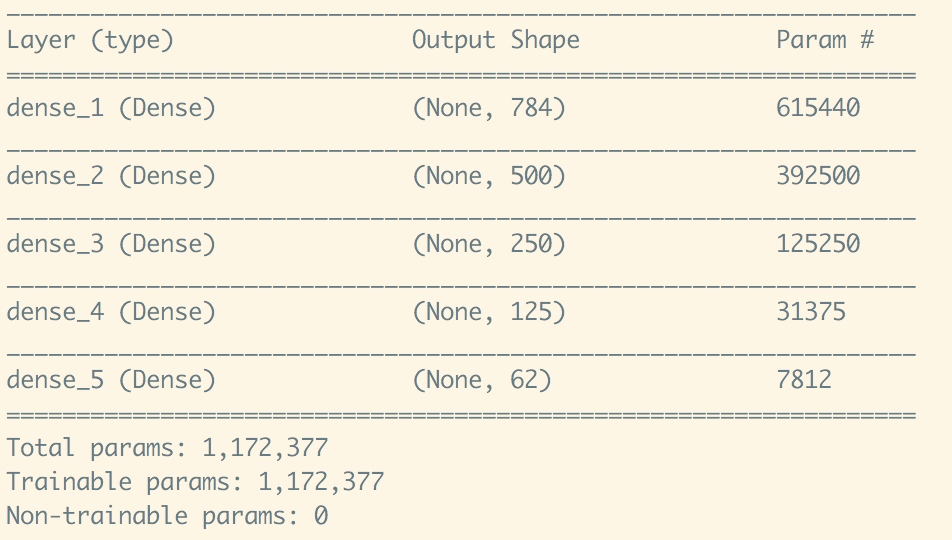 Layer (type) Output Shape Param #
dense_1 (Dense) (None, 784) 615440
dense_2 (Dense) (None, 500) 392500
dense_3 (Dense) (None, 250) 125250
dense_4 (Dense) (None, 125) 31375
dense_5 (Dense) (None, 62) 7812
Total params: 1,172,377
Trainable params: 1,172,377
Non-trainable params: 0